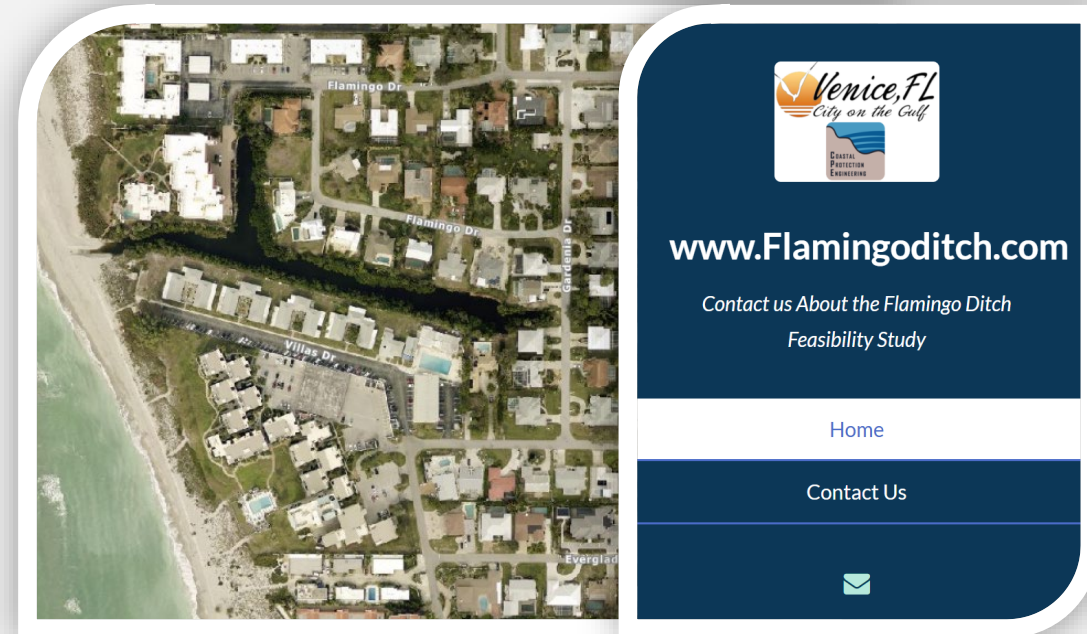 Flamingo Dr
Flamingo Dr
Gardenia Dr
Villas Dr
Everglad
Venice, FL
City on the Gulf
COASTAL
PROTECTION
ENGINEERING
www.Flamingoditch.com
Contact us About the Flamingo Ditch
Feasibility Study
Home
Contact Us